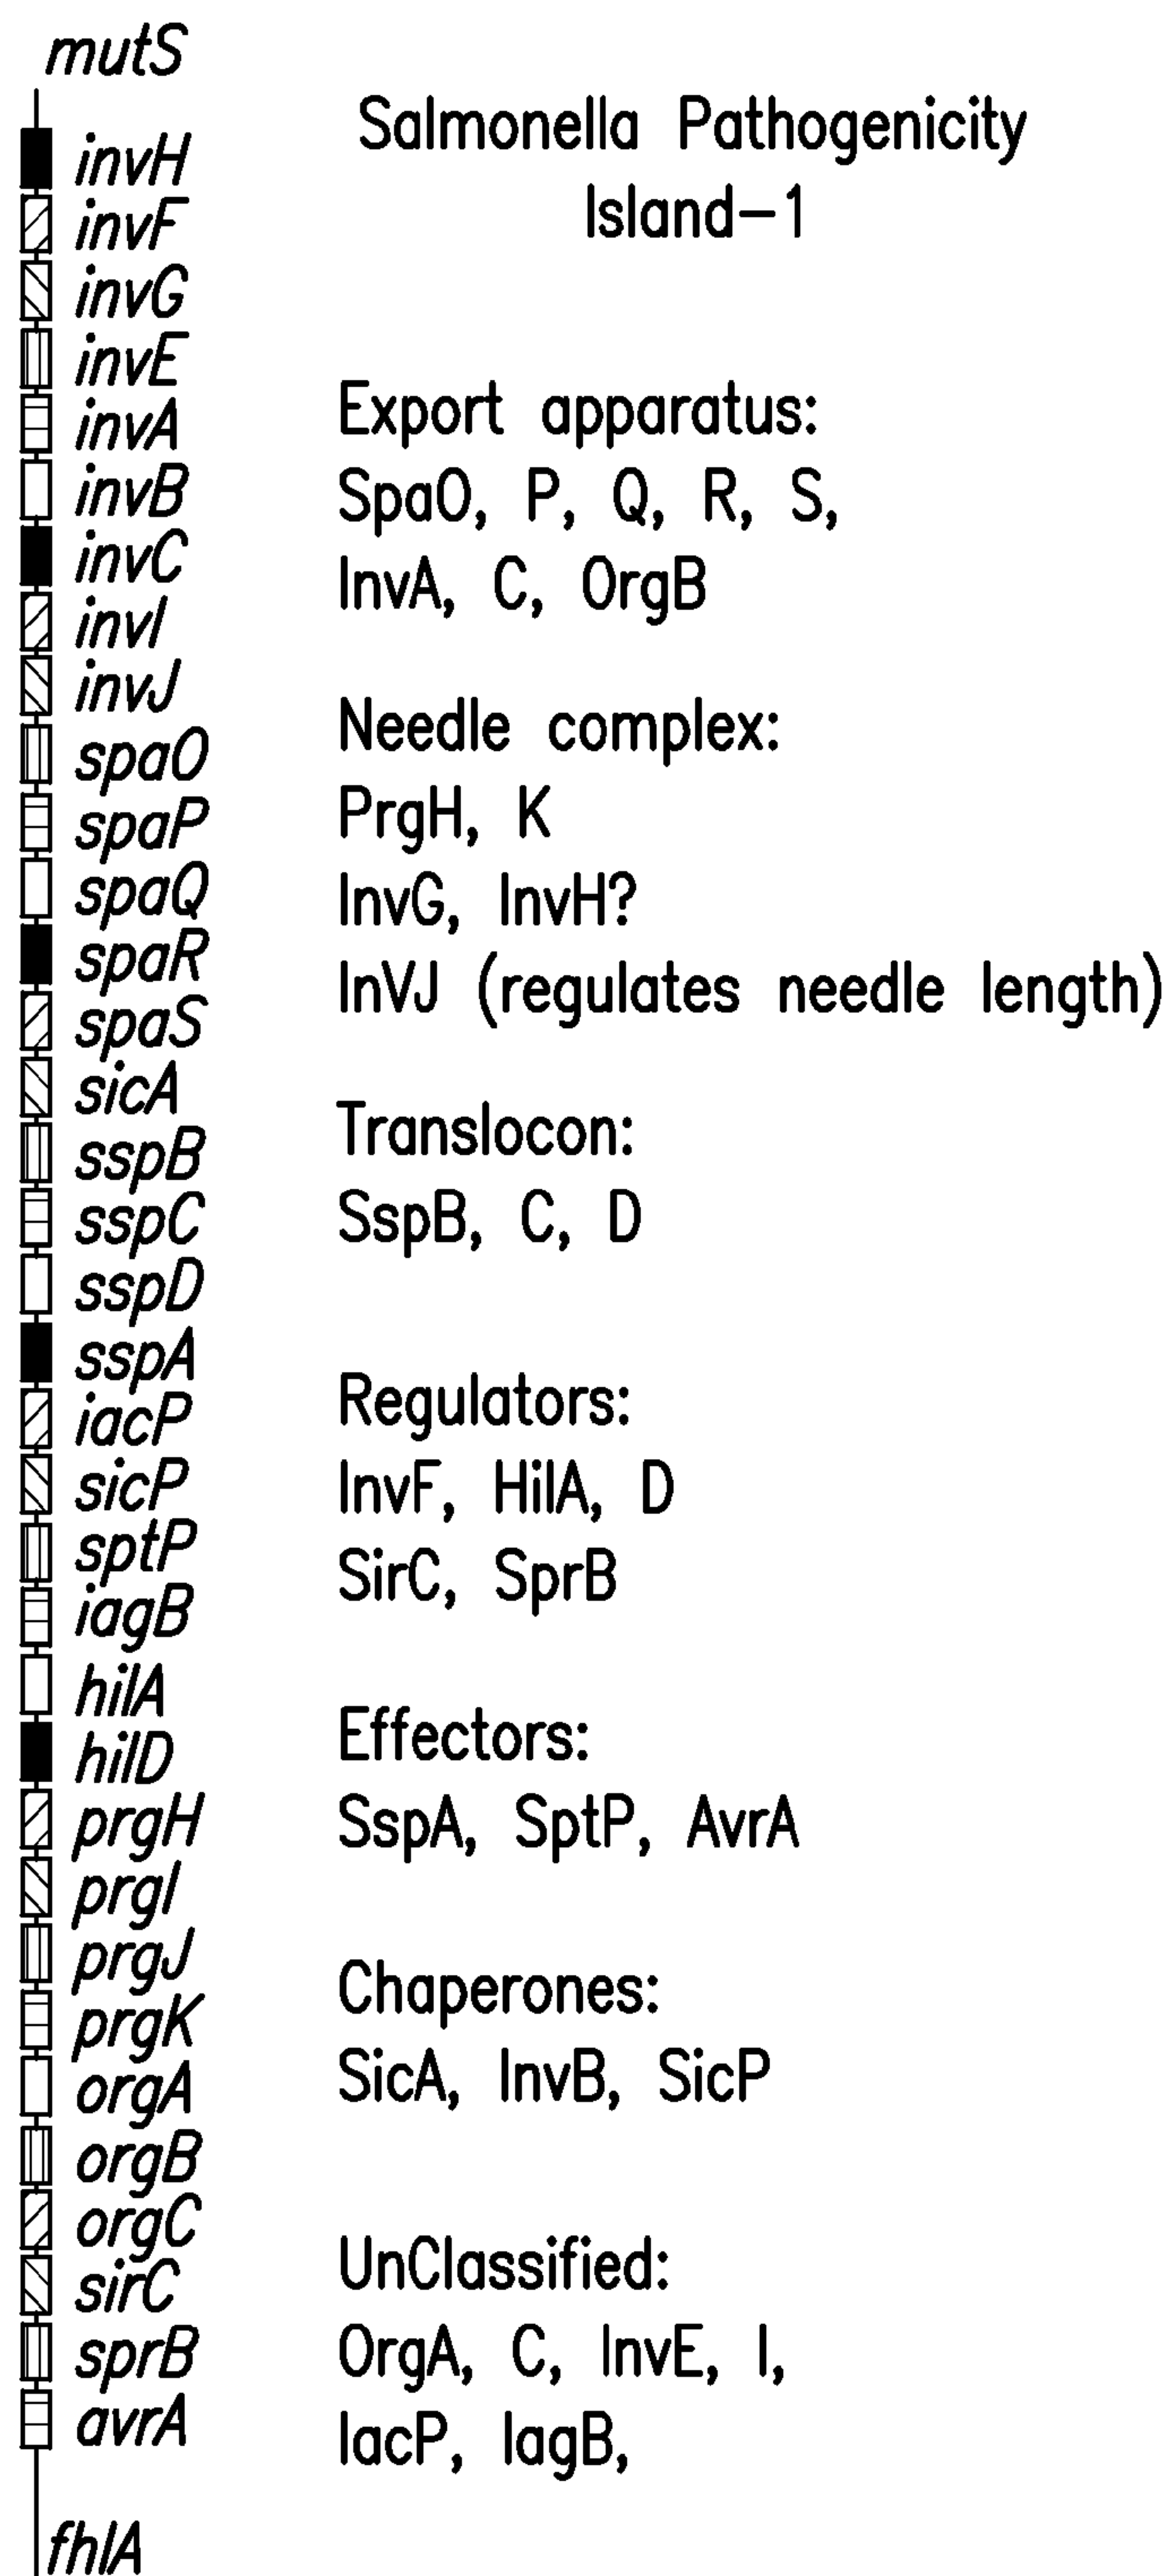 mutS
invH
invF
invG
invE
invA
invB
invC
invI
invJ
spaO
spaP
spaQ
spaR
spaS
sicA
sspB
sspC
sspD
sspA
iacP
sicP
sptP
iagB
hilA
hilD
prgH
prgI
prgJ
prgK
orgA
orgB
orgC
sirC
sprB
avrA
fhlA
Salmonella Pathogenicity
Island-1
Export apparatus:
SpaO, P, Q, R, S,
InvA, C, OrgB
Needle complex:
PrgH, K
InvG, InvH?
InVJ (regulates needle length)
Translocon:
SspB, C, D
Regulators:
InvF, HilA, D
SirC, SprB
Effectors:
SspA, SptP, AvrA
Chaperones:
SicA, InvB, SicP
UnClassified:
OrgA, C, InvE, I,
IacP, IagB,